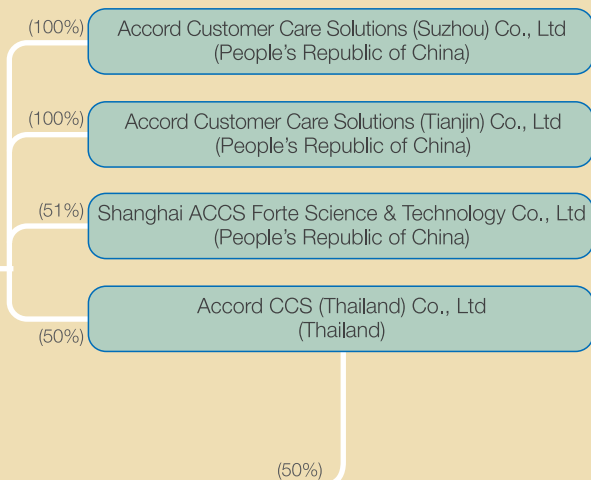 (100%)
Accord Customer Care Solutions (Suzhou) Co., Ltd
(People's Republic of China)
(100%)
Accord Customer Care Solutions (Tianjin) Co., Ltd
(People's Republic of China)
(51%)
Shanghai ACCS Forte Science & Technology Co., Ltd
(People's Republic of China)
(50%)
Accord CCS (Thailand) Co., Ltd
(Thailand)
(50%)